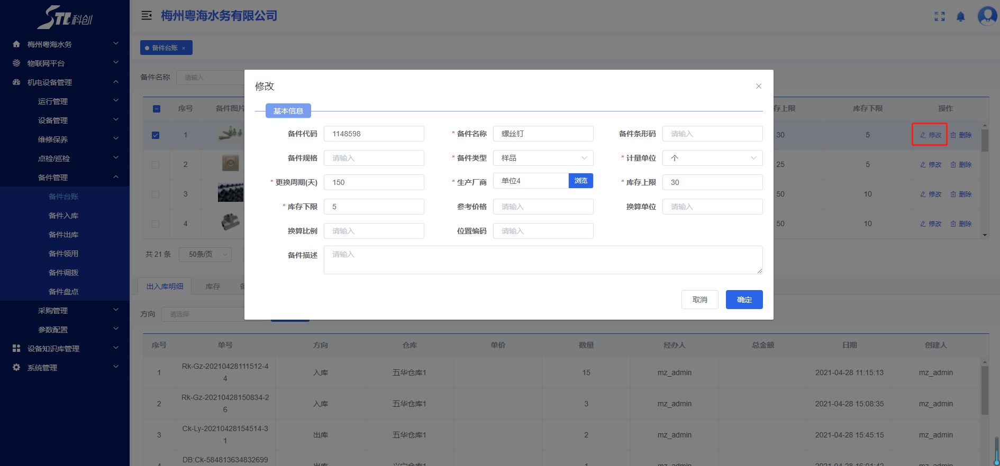 STC科创
梅州粤海水务有限公司
梅州粤海水务
物联网平台
机电设备管理
运行管理
设备管理
维修保养
点检/巡检
备件管理
备件台账
备件入库
备件出库
备件领用
备件调拨
备件盘点
采购管理
参数配置
设备知识库管理
系统管理
备件台账 ×
备件名称 请输入
序号 备件图片 存上限 库存下限 操作
1 30 5 修改 删除
2 25 5 修改 删除
3 50 10 修改 删除
4 50 10 修改 删除
共 21 条 50条/页
修改
基本信息
备件代码 1148598 * 备件名称 螺丝钉 备件条形码 请输入
备件规格 请输入 * 备件类型 样品 * 计量单位 个
* 更换周期(天) 150 * 生产厂商 单位4 浏览 * 库存上限 30
* 库存下限 5 参考价格 请输入 换算单位 请输入
换算比例 请输入 位置编码 请输入
备件描述 请输入
取消 确定
出入库明细 库存
方向 请选择
序号 单号 方向 仓库 单价 数量 经办人 总金额 日期 创建人
1 Rk-Gz-20210428111512-4
4 入库 五华仓库1 15 mz_admin 2021-04-28 11:15:13 mz_admin
2 Rk-Gz-20210428150834-2
6 入库 五华仓库1 3 mz_admin 2021-04-28 15:08:35 mz_admin
3 Ck-Ly-20210428154514-3
1 出库 五华仓库1 2 mz_admin 2021-04-28 15:45:15 mz_admin
4 DB:Ck-584813634832699
出库 兴宁仓库1 1 mz_admin 2021-04-28 16:01:42 mz_admin